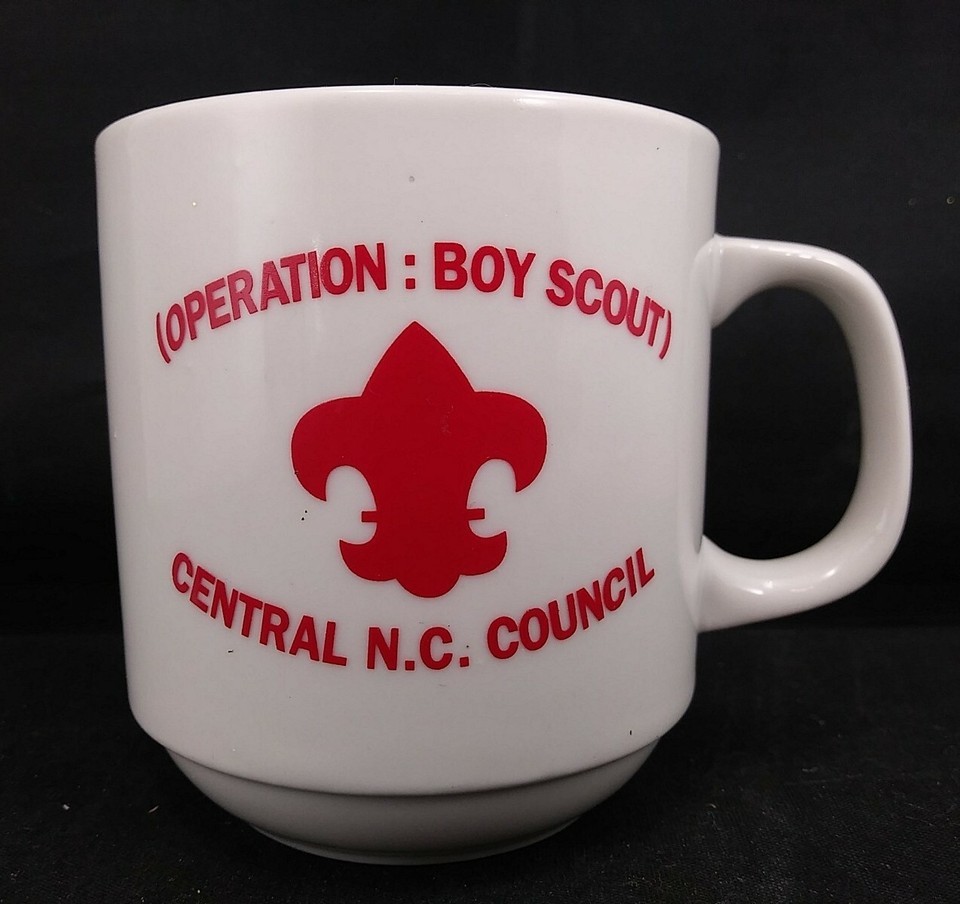 (OPERATION : BOY SCOUT)
CENTRAL N.C. COUNCIL